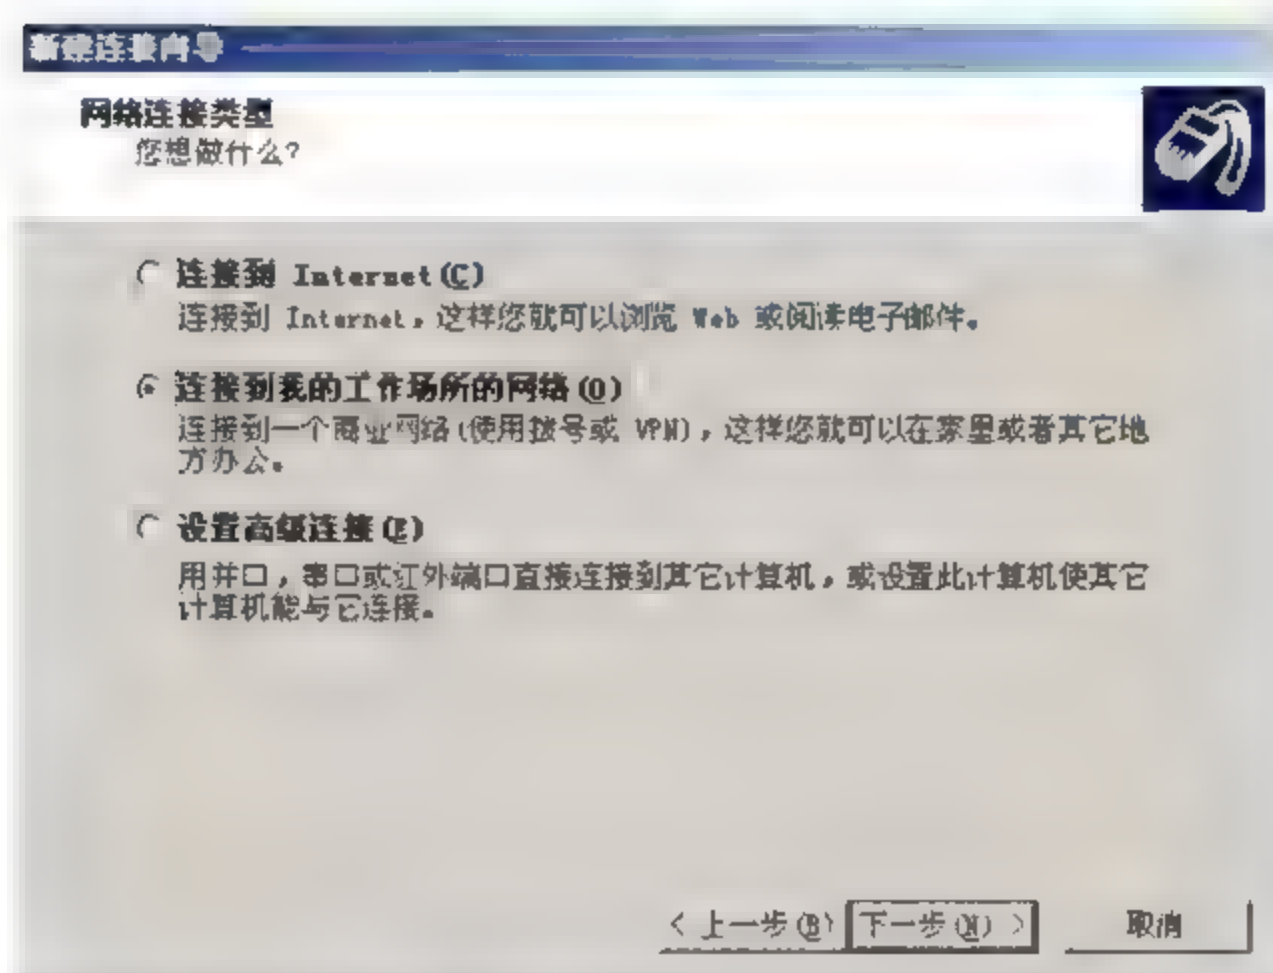 新建连接向导
网络连接类型
您想做什么?
连接到 Internet(C)
连接到 Internet，这样您就可以浏览 Web 或阅读电子邮件。
连接到我的工作场所的网络(O)
连接到一个商业网络(使用拨号或 VPN)，这样您就可以在家里或者其它地
方办公。
设置高级连接(E)
用并口，串口或红外端口直接连接到其它计算机，或设置此计算机使其它
计算机能与它连接。
< 上一步(B) 下一步(N) > 取消